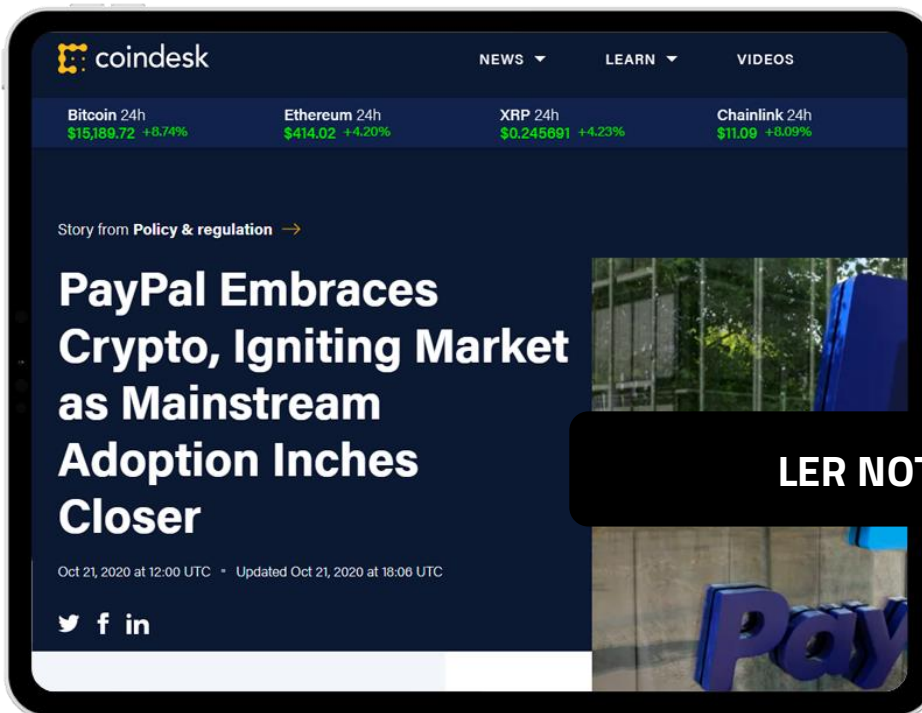 coindesk
NEWS LEARN VIDEOS
Bitcoin 24h Ethereum 24h XRP 24h Chainlink 24h
$15,189.72 +8.74% $414.02 +4.20% $0.245691 +4.23% $11.09 +8.09%
Story from Policy & regulation →
PayPal Embraces
Crypto, Igniting Market
as Mainstream
Adoption Inches
Closer
LER NOT
Oct 21, 2020 at 12:00 UTC • Updated Oct 21, 2020 at 18:06 UTC
f in
Pay